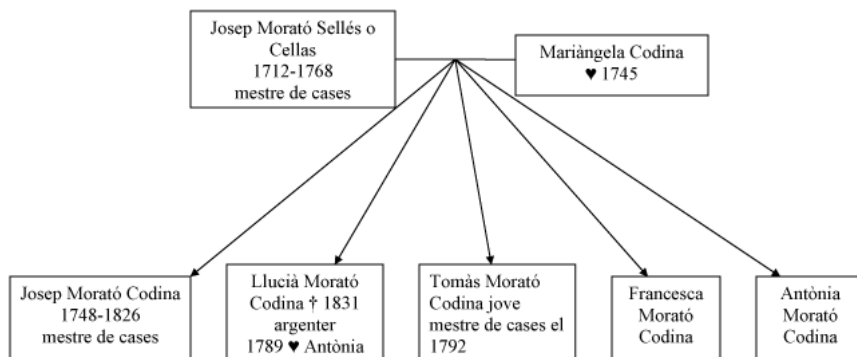 Josep Morató Sellés o
Cellas
1712-1768
mestre de cases
Mariàngela Codina
♥ 1745
Josep Morató Codina
1748-1826
mestre de cases
Llucià Morató
Codina † 1831
argenter
1789 ♥ Antònia
Tomàs Morató
Codina jove
mestre de cases el
1792
Francesca
Morató
Codina
Antònia
Morató
Codina